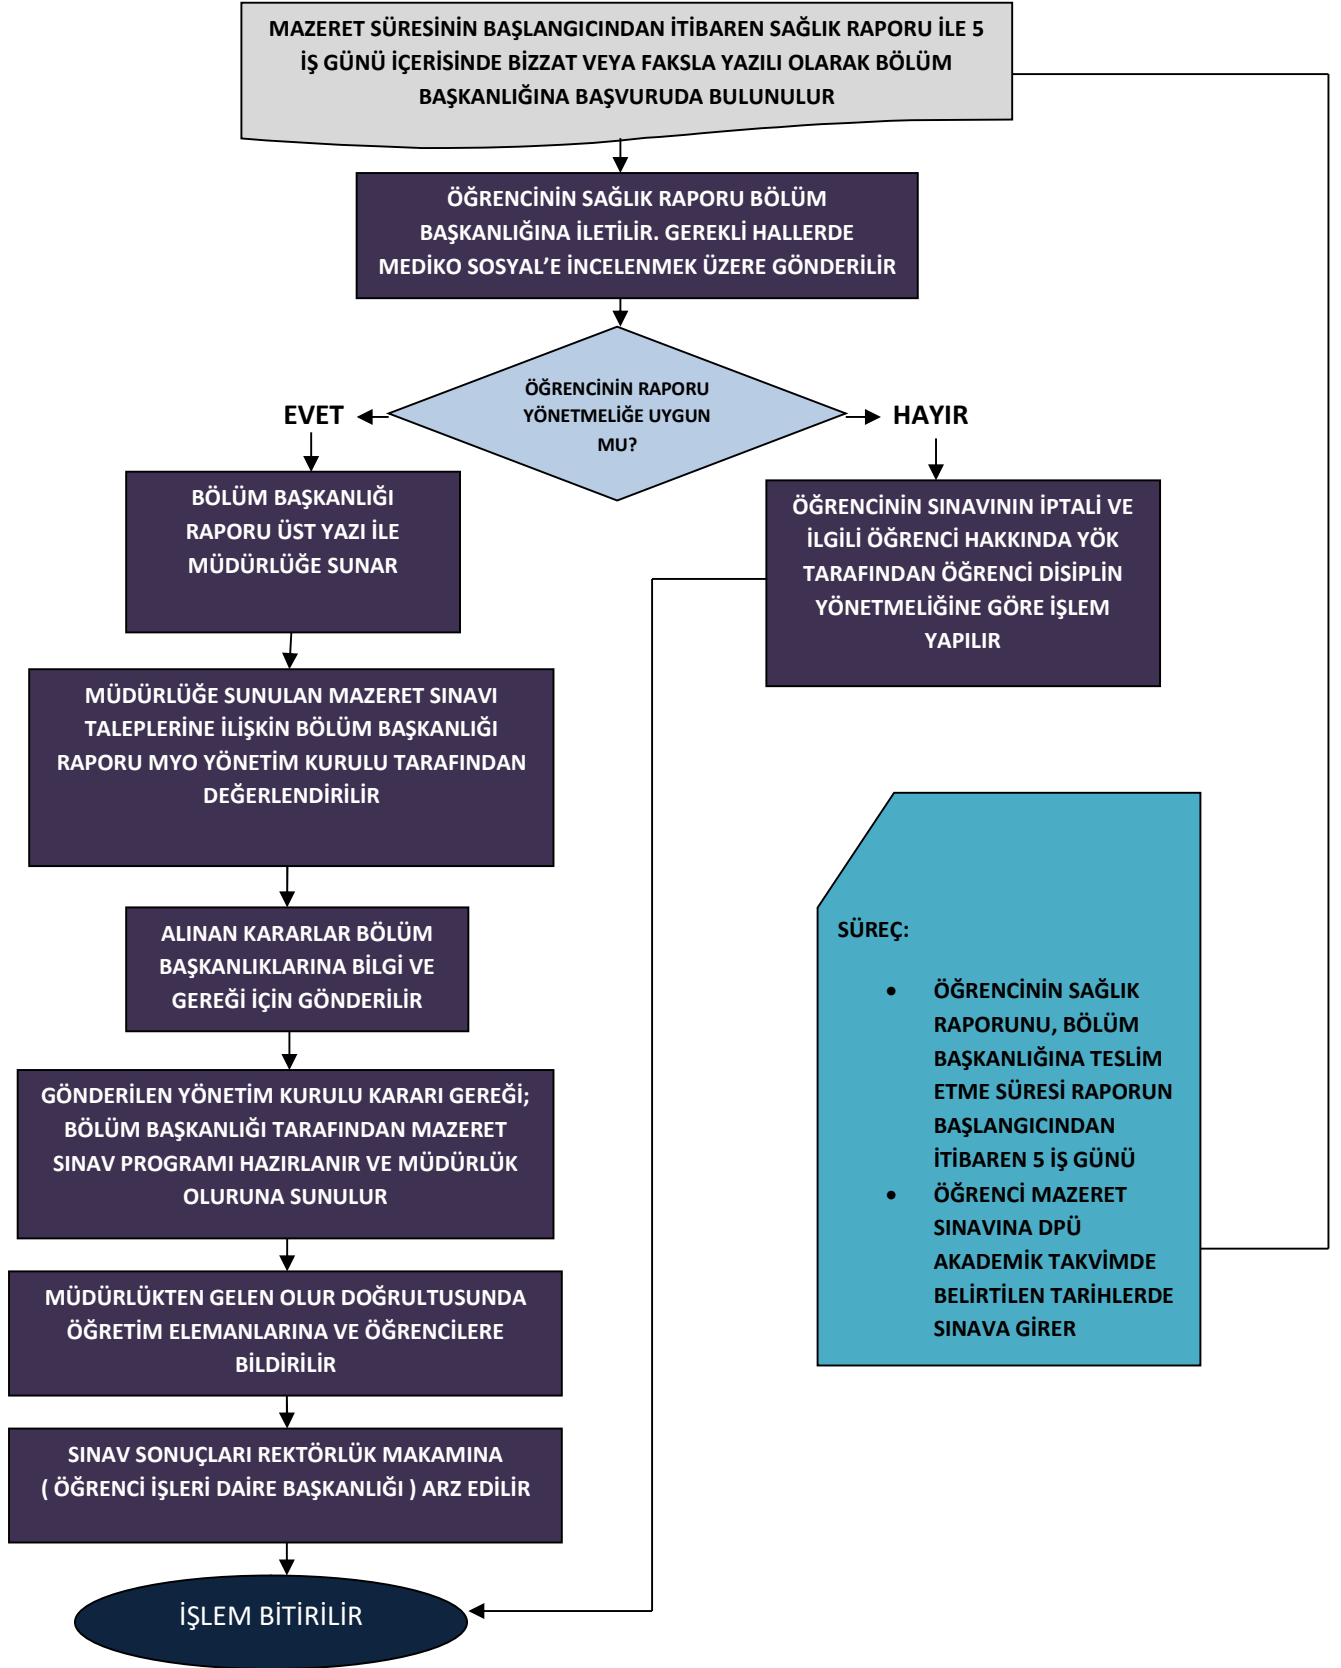 MAZERET SÜRESİNİN BAŞLANGICINDAN İTİBAREN SAĞLIK RAPORU İLE 5
İŞ GÜNÜ İÇERİSİNDE BİZZAT VEYA FAKSLA YAZILI OLARAK BÖLÜM
BAŞKANLIĞINA BAŞVURUDA BULUNULUR
ÖĞRENCİNİN SAĞLIK RAPORU BÖLÜM
BAŞKANLIĞINA İLETİLİR. GEREKLİ HALLERDE
MEDİKO SOSYAL’E İNCELENMEK ÜZERE GÖNDERİLİR
ÖĞRENCİNİN RAPORU
YÖNETMELİĞE UYGUN
MU?
EVET
HAYIR
BÖLÜM BAŞKANLIĞI
RAPORU ÜST YAZI İLE
MÜDÜRLÜĞE SUNAR
ÖĞRENCİNİN SINAVININ İPTALİ VE
İLGİLİ ÖĞRENCİ HAKKINDA YÖK
TARAFINDAN ÖĞRENCİ DİSİPLİN
YÖNETMELİĞİNE GÖRE İŞLEM
YAPILIR
MÜDÜRLÜĞE SUNULAN MAZERET SINAVI
TALEPLERİNE İLİŞKİN BÖLÜM BAŞKANLIĞI
RAPORU MYO YÖNETİM KURULU TARAFINDAN
DEĞERLENDİRİLİR
ALINAN KARARLAR BÖLÜM
BAŞKANLIKLARINA BİLGİ VE
GEREĞİ İÇİN GÖNDERİLİR
GÖNDERİLEN YÖNETİM KURULU KARARI GEREĞİ;
BÖLÜM BAŞKANLIĞI TARAFINDAN MAZERET
SINAV PROGRAMI HAZIRLANIR VE MÜDÜRLÜK
OLURUNA SUNULUR
MÜDÜRLÜKTEN GELEN OLUR DOĞRULTUSUNDA
ÖĞRETİM ELEMANLARINA VE ÖĞRENCİLERE
BİLDİRİLİR
SINAV SONUÇLARI REKTÖRLÜK MAKAMINA
( ÖĞRENCİ İŞLERİ DAİRE BAŞKANLIĞI ) ARZ EDİLİR
İŞLEM BİTİRİLİR
SÜREÇ:
• ÖĞRENCİNİN SAĞLIK
RAPORUNU, BÖLÜM
BAŞKANLIĞINA TESLİM
ETME SÜRESİ RAPORUN
BAŞLANGICINDAN
İTİBAREN 5 İŞ GÜNÜ
• ÖĞRENCİ MAZERET
SINAVINA DPÜ
AKADEMİK TAKVİMDE
BELİRTİLEN TARİHLERDE
SINAVA GİRER